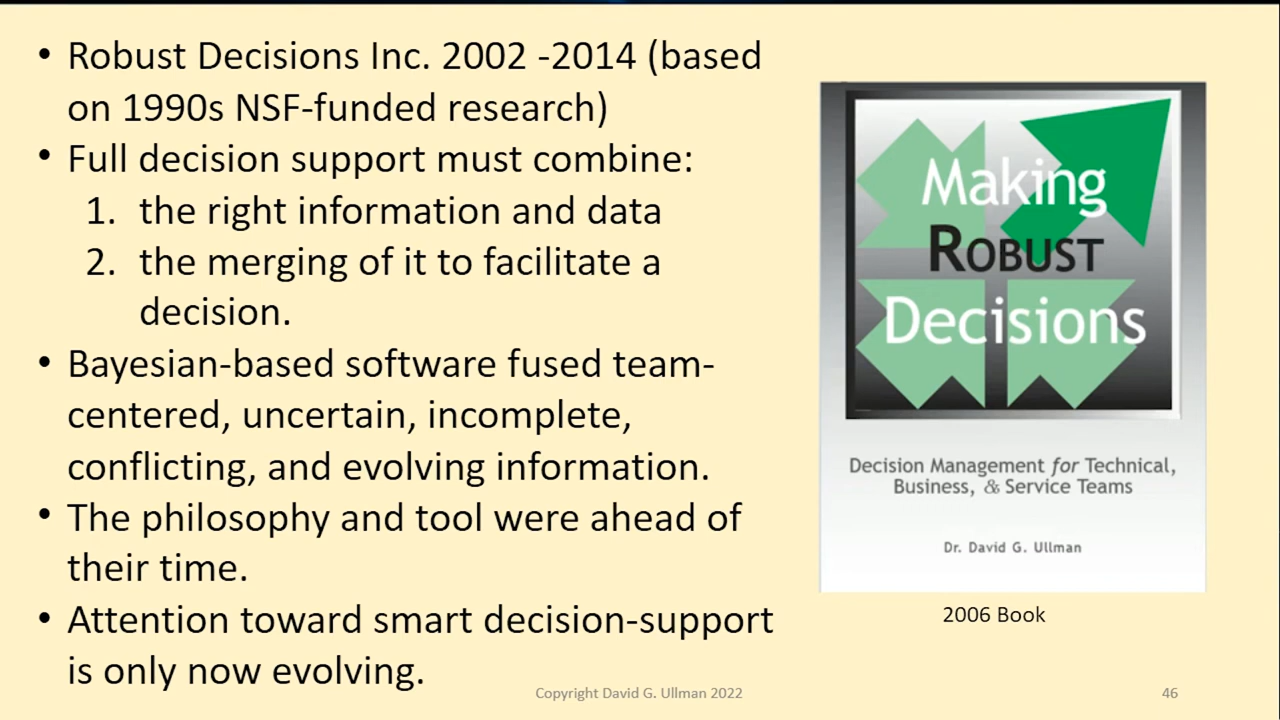 • Robust Decisions Inc. 2002 -2014 (based
on 1990s NSF-funded research)
• Full decision support must combine:
1. the right information and data
2. the merging of it to facilitate a
decision.
• Bayesian-based software fused team-
centered, uncertain, incomplete,
conflicting, and evolving information.
• The philosophy and tool were ahead of
their time.
• Attention toward smart decision-support
is only now evolving.
Making
ROBUST
Decisions
Decision Management for Technical,
Business, & Service Teams
Dr. David G. Ullman
2006 Book
Copyright David G. Ullman 2022
46